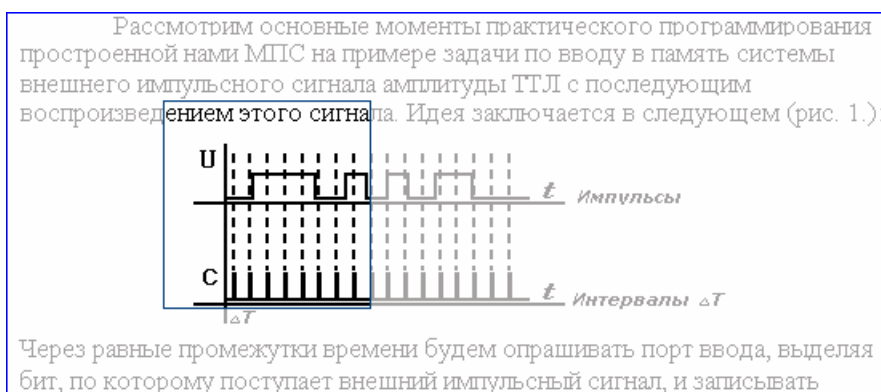 Рассмотрим основные моменты практического программирования
простроенной нами МПС на примере задачи по вводу в память системы
внешнего импульсного сигнала амплитуды ТТЛ с последующим
воспроизведением этого сигнала. Идея заключается в следующем (рис. 1.):
U
t Импульсы
C
t Интервалы △T
△T
Через равные промежутки времени будем опрашивать порт ввода, выделяя
бит, по которому поступает внешний импульсный сигнал, и записывать